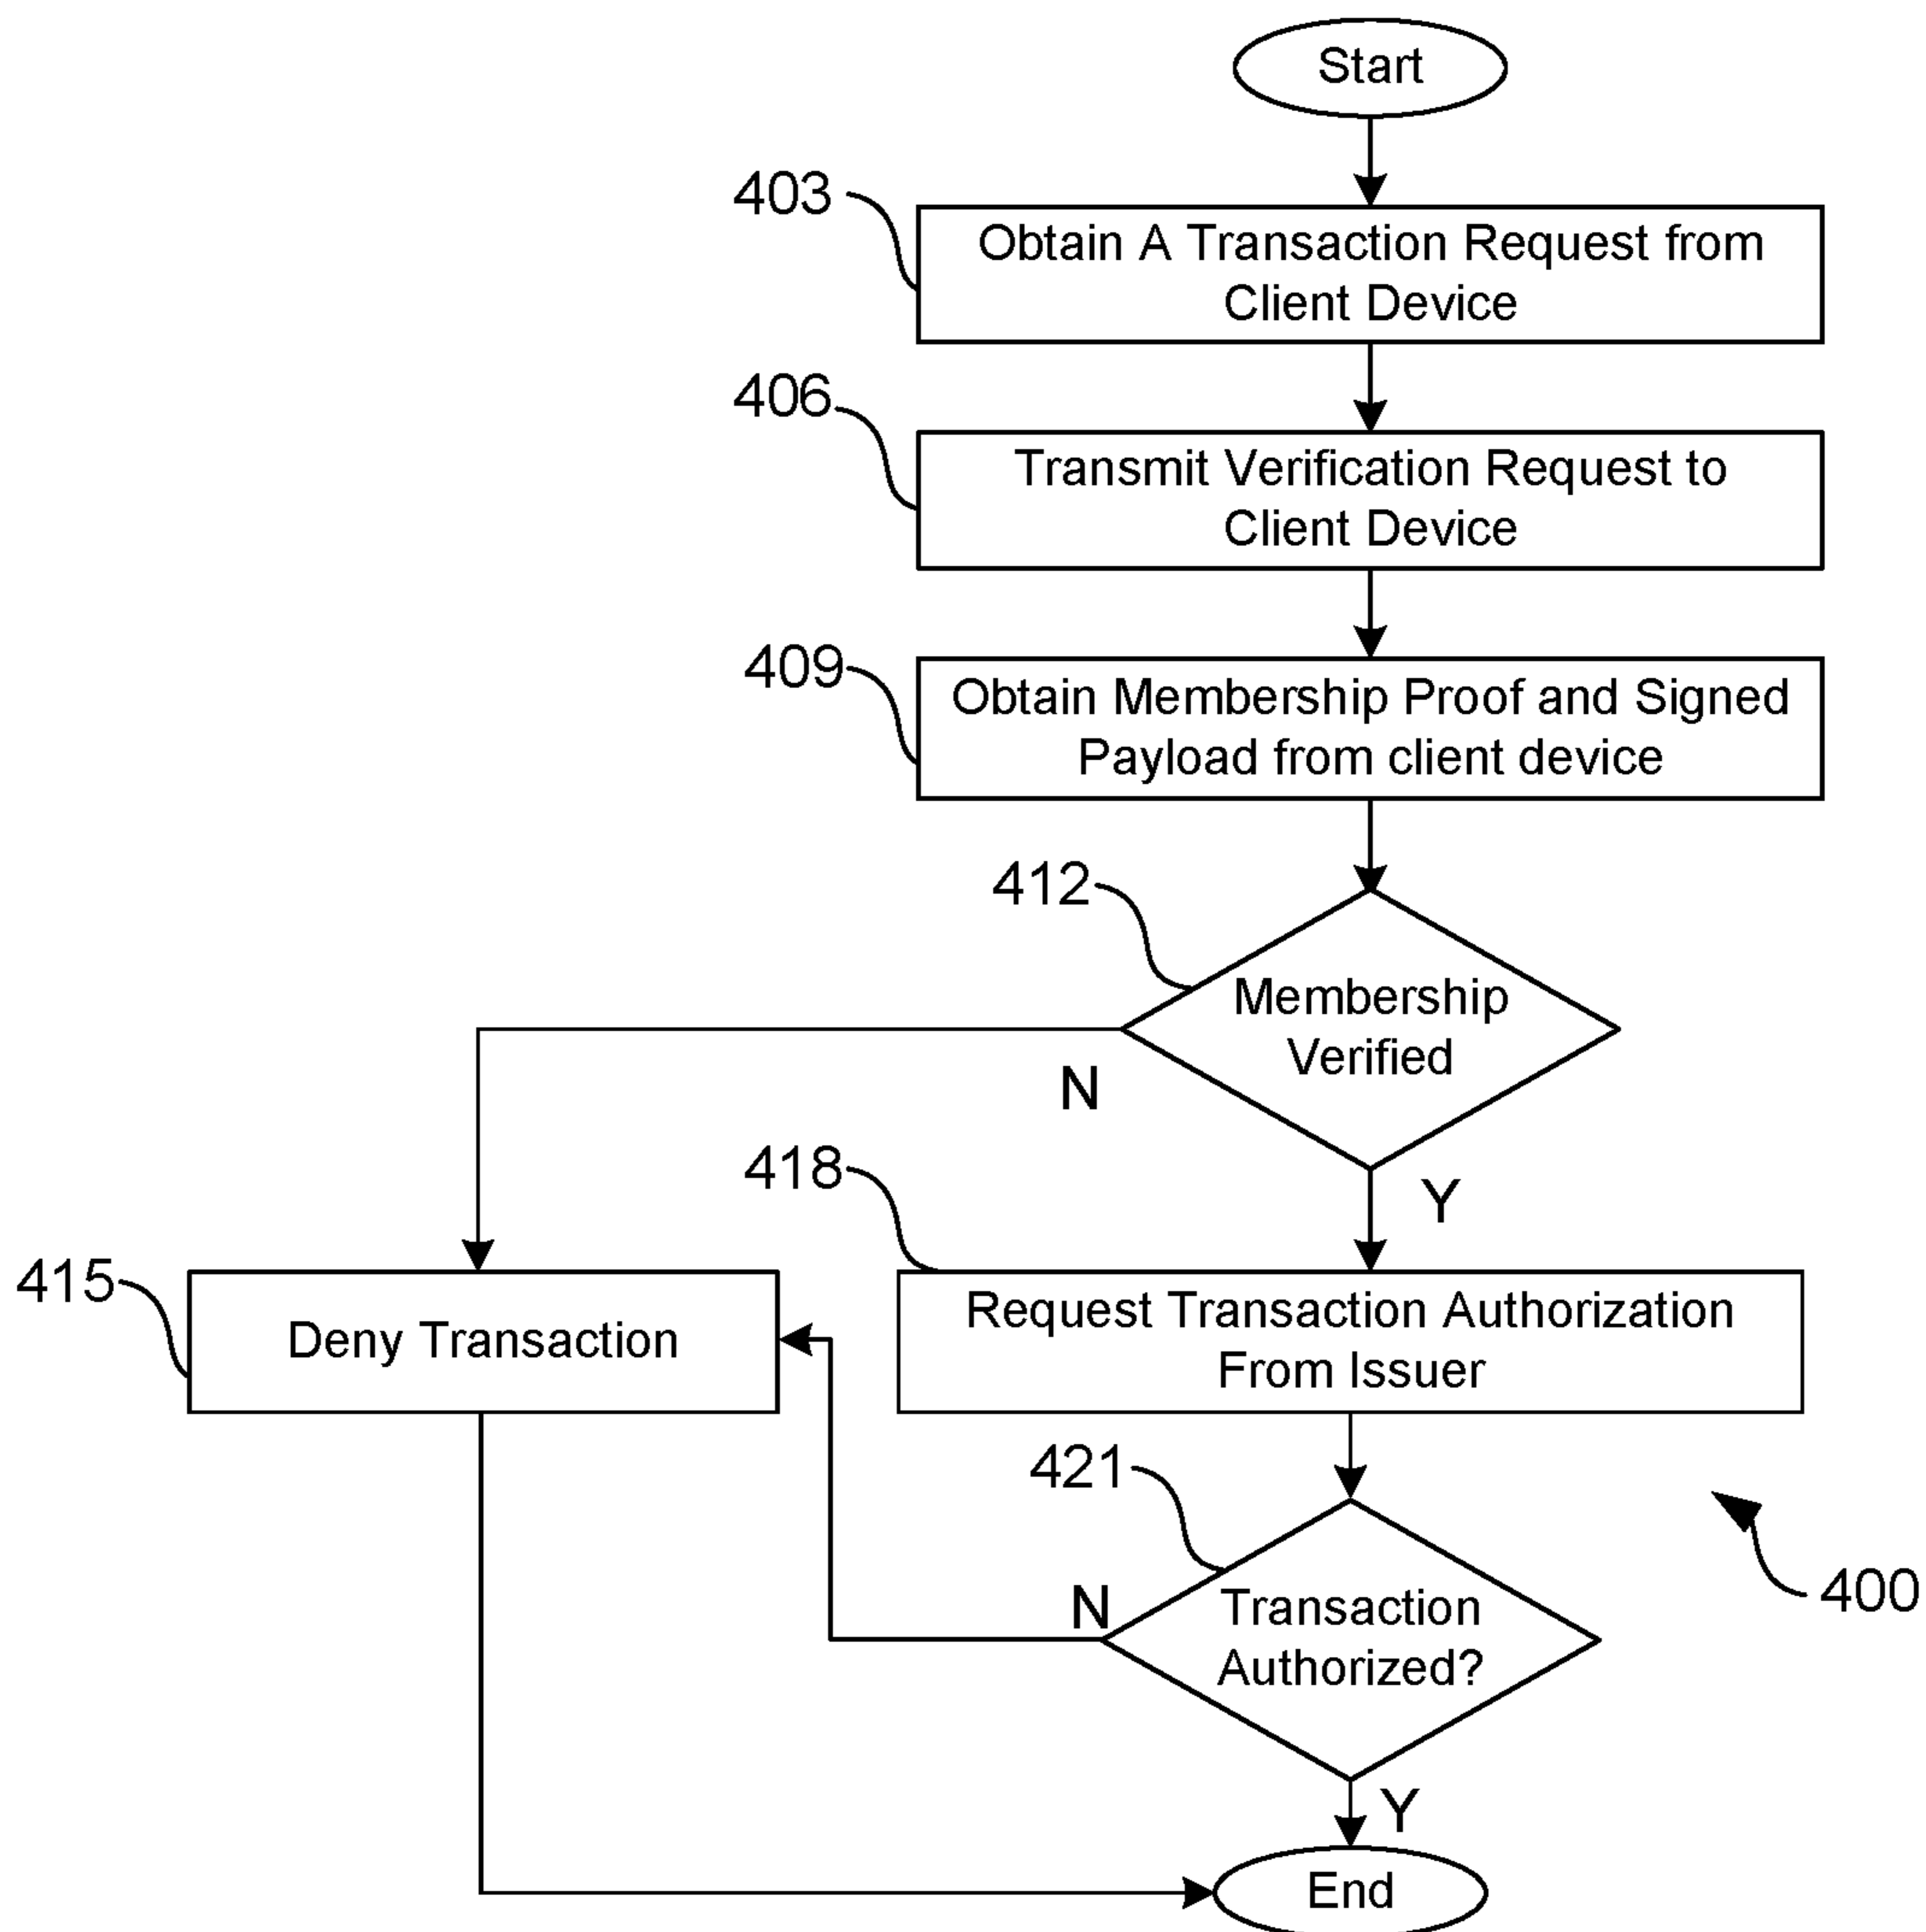 Start
403
Obtain A Transaction Request from
Client Device
406
Transmit Verification Request to
Client Device
409
Obtain Membership Proof and Signed
Payload from client device
412
Membership
Verified
N
Y
418
415
Deny Transaction
Request Transaction Authorization
From Issuer
421
N
Transaction
Authorized?
400
Y
End